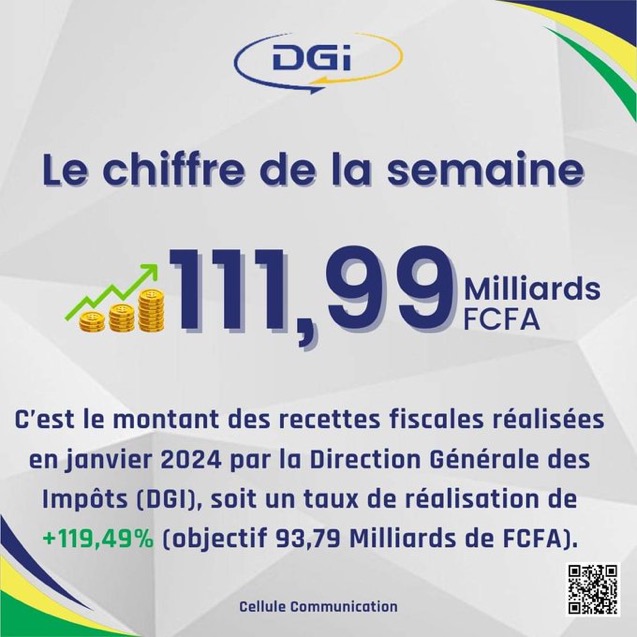 DGi
Le chiffre de la semaine
111,99 Milliards
FCFA
C'est le montant des recettes fiscales réalisées
en janvier 2024 par la Direction Générale des
Impôts (DGI), soit un taux de réalisation de
+119,49% (objectif 93,79 Milliards de FCFA).
Cellule Communication